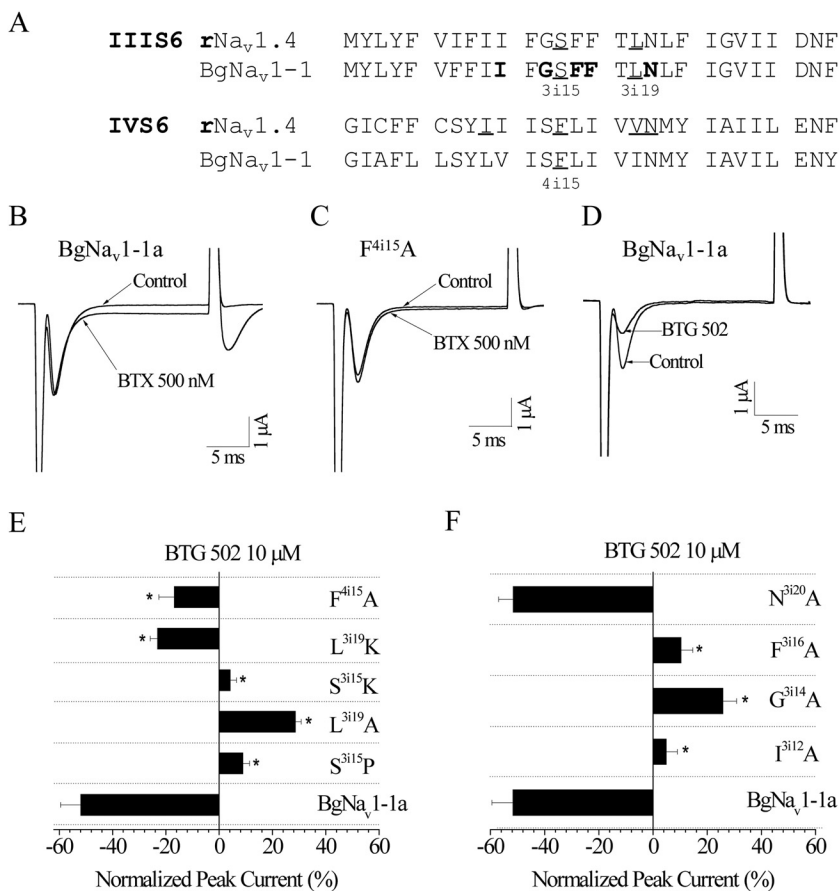 A
IIIS6 rNav1.4 MYLYF VIFII FGSFF TLNLF IGVII DNF
BgNav1-1 MYLYF VFFII FGSFF TLNLF IGVII DNF
3i15 3i19
IVS6 rNav1.4 GICFF CSYII ISFLI VVNMY IAIIL ENF
BgNav1-1 GIAFL LSYLV ISFLI VINMY IAVIL ENY
4i15
B C D
BgNav1-1a F4i15A BgNav1-1a
Control
BTX 500 nM
5 ms
1 μA
Control
BTX 500 nM
5 ms
1 μA
BTG 502
Control
5 ms
1 μA
E
BTG 502 10 μM
* F4i15A
* L3i19K
* S3i15K
* L3i19A
* S3i15P
BgNav1-1a
-60 -40 -20 0 20 40 60
Normalized Peak Current (%)
F
BTG 502 10 μM
N3i20A
* F3i16A
* G3i14A
* I3i12A
BgNav1-1a
-60 -40 -20 0 20 40 60
Normalized Peak Current (%)